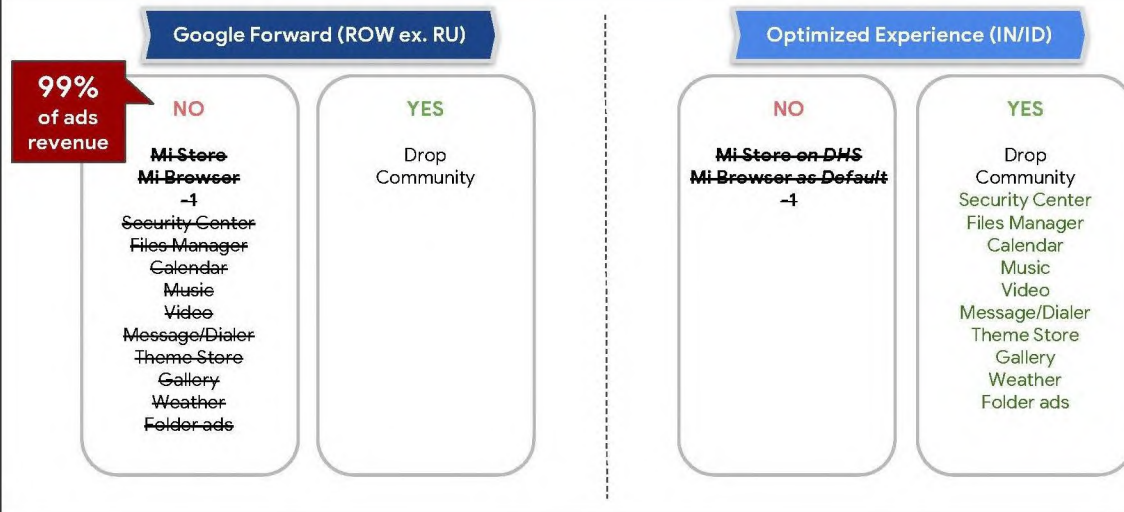 Google Forward (ROW ex. RU)
99%
of ads
revenue
NO
Mi Store
Mi Browser
-1
Security Center
Files Manager
Calendar
Music
Video
Message/Dialer
Theme Store
Gallery
Weather
Folder ads
YES
Drop
Community
Optimized Experience (IN/ID)
NO
Mi Store on DHS
Mi Browser as Default
-1
YES
Drop
Community
Security Center
Files Manager
Calendar
Music
Video
Message/Dialer
Theme Store
Gallery
Weather
Folder ads